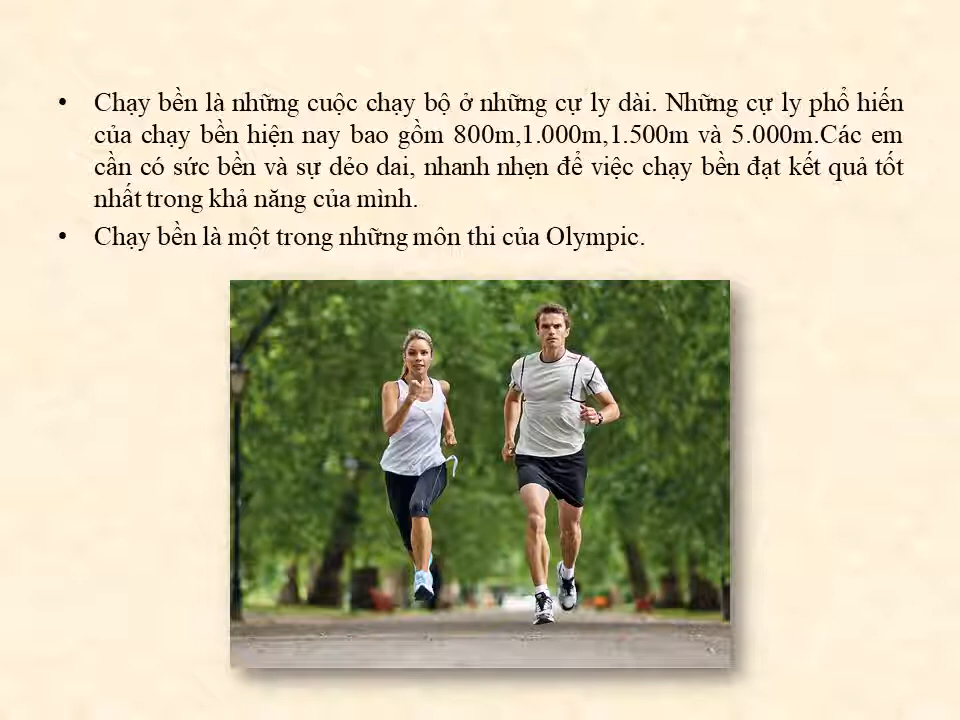 • Chạy bền là những cuộc chạy bộ ở những cự ly dài. Những cự ly phổ hiến
của chạy bền hiện nay bao gồm 800m,1.000m,1.500m và 5.000m.Các em
cần có sức bền và sự dẻo dai, nhanh nhẹn để việc chạy bền đạt kết quả tốt
nhất trong khả năng của mình.
• Chạy bền là một trong những môn thi của Olympic.